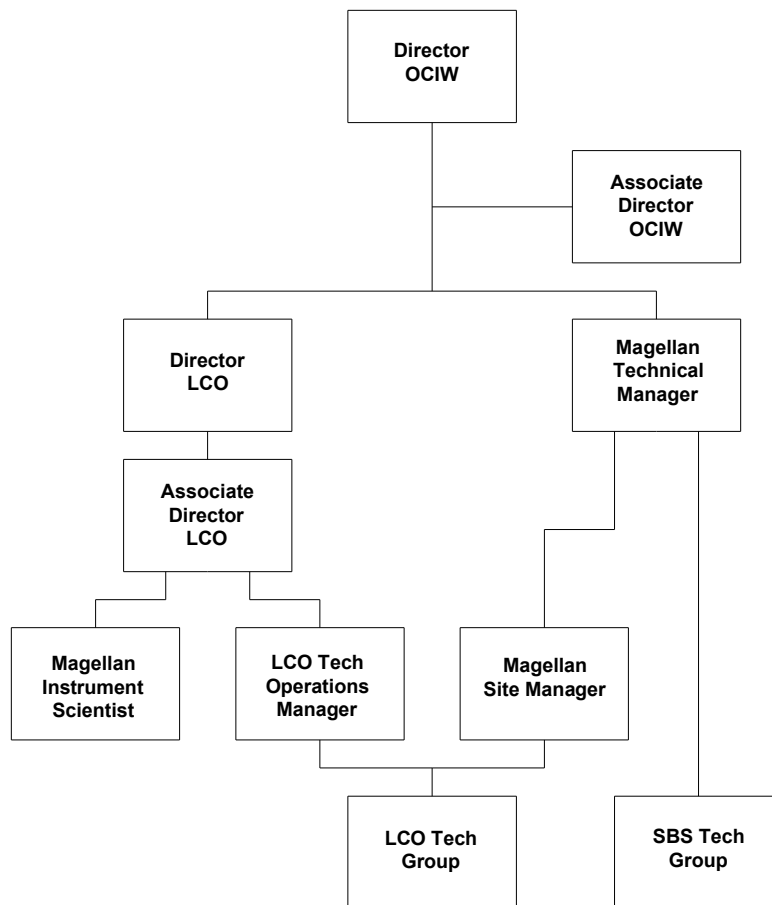 Director
OCIW
Associate
Director
OCIW
Director
LCO
Magellan
Technical
Manager
Associate
Director
LCO
Magellan
Instrument
Scientist
LCO Tech
Operations
Manager
Magellan
Site Manager
LCO Tech
Group
SBS Tech
Group